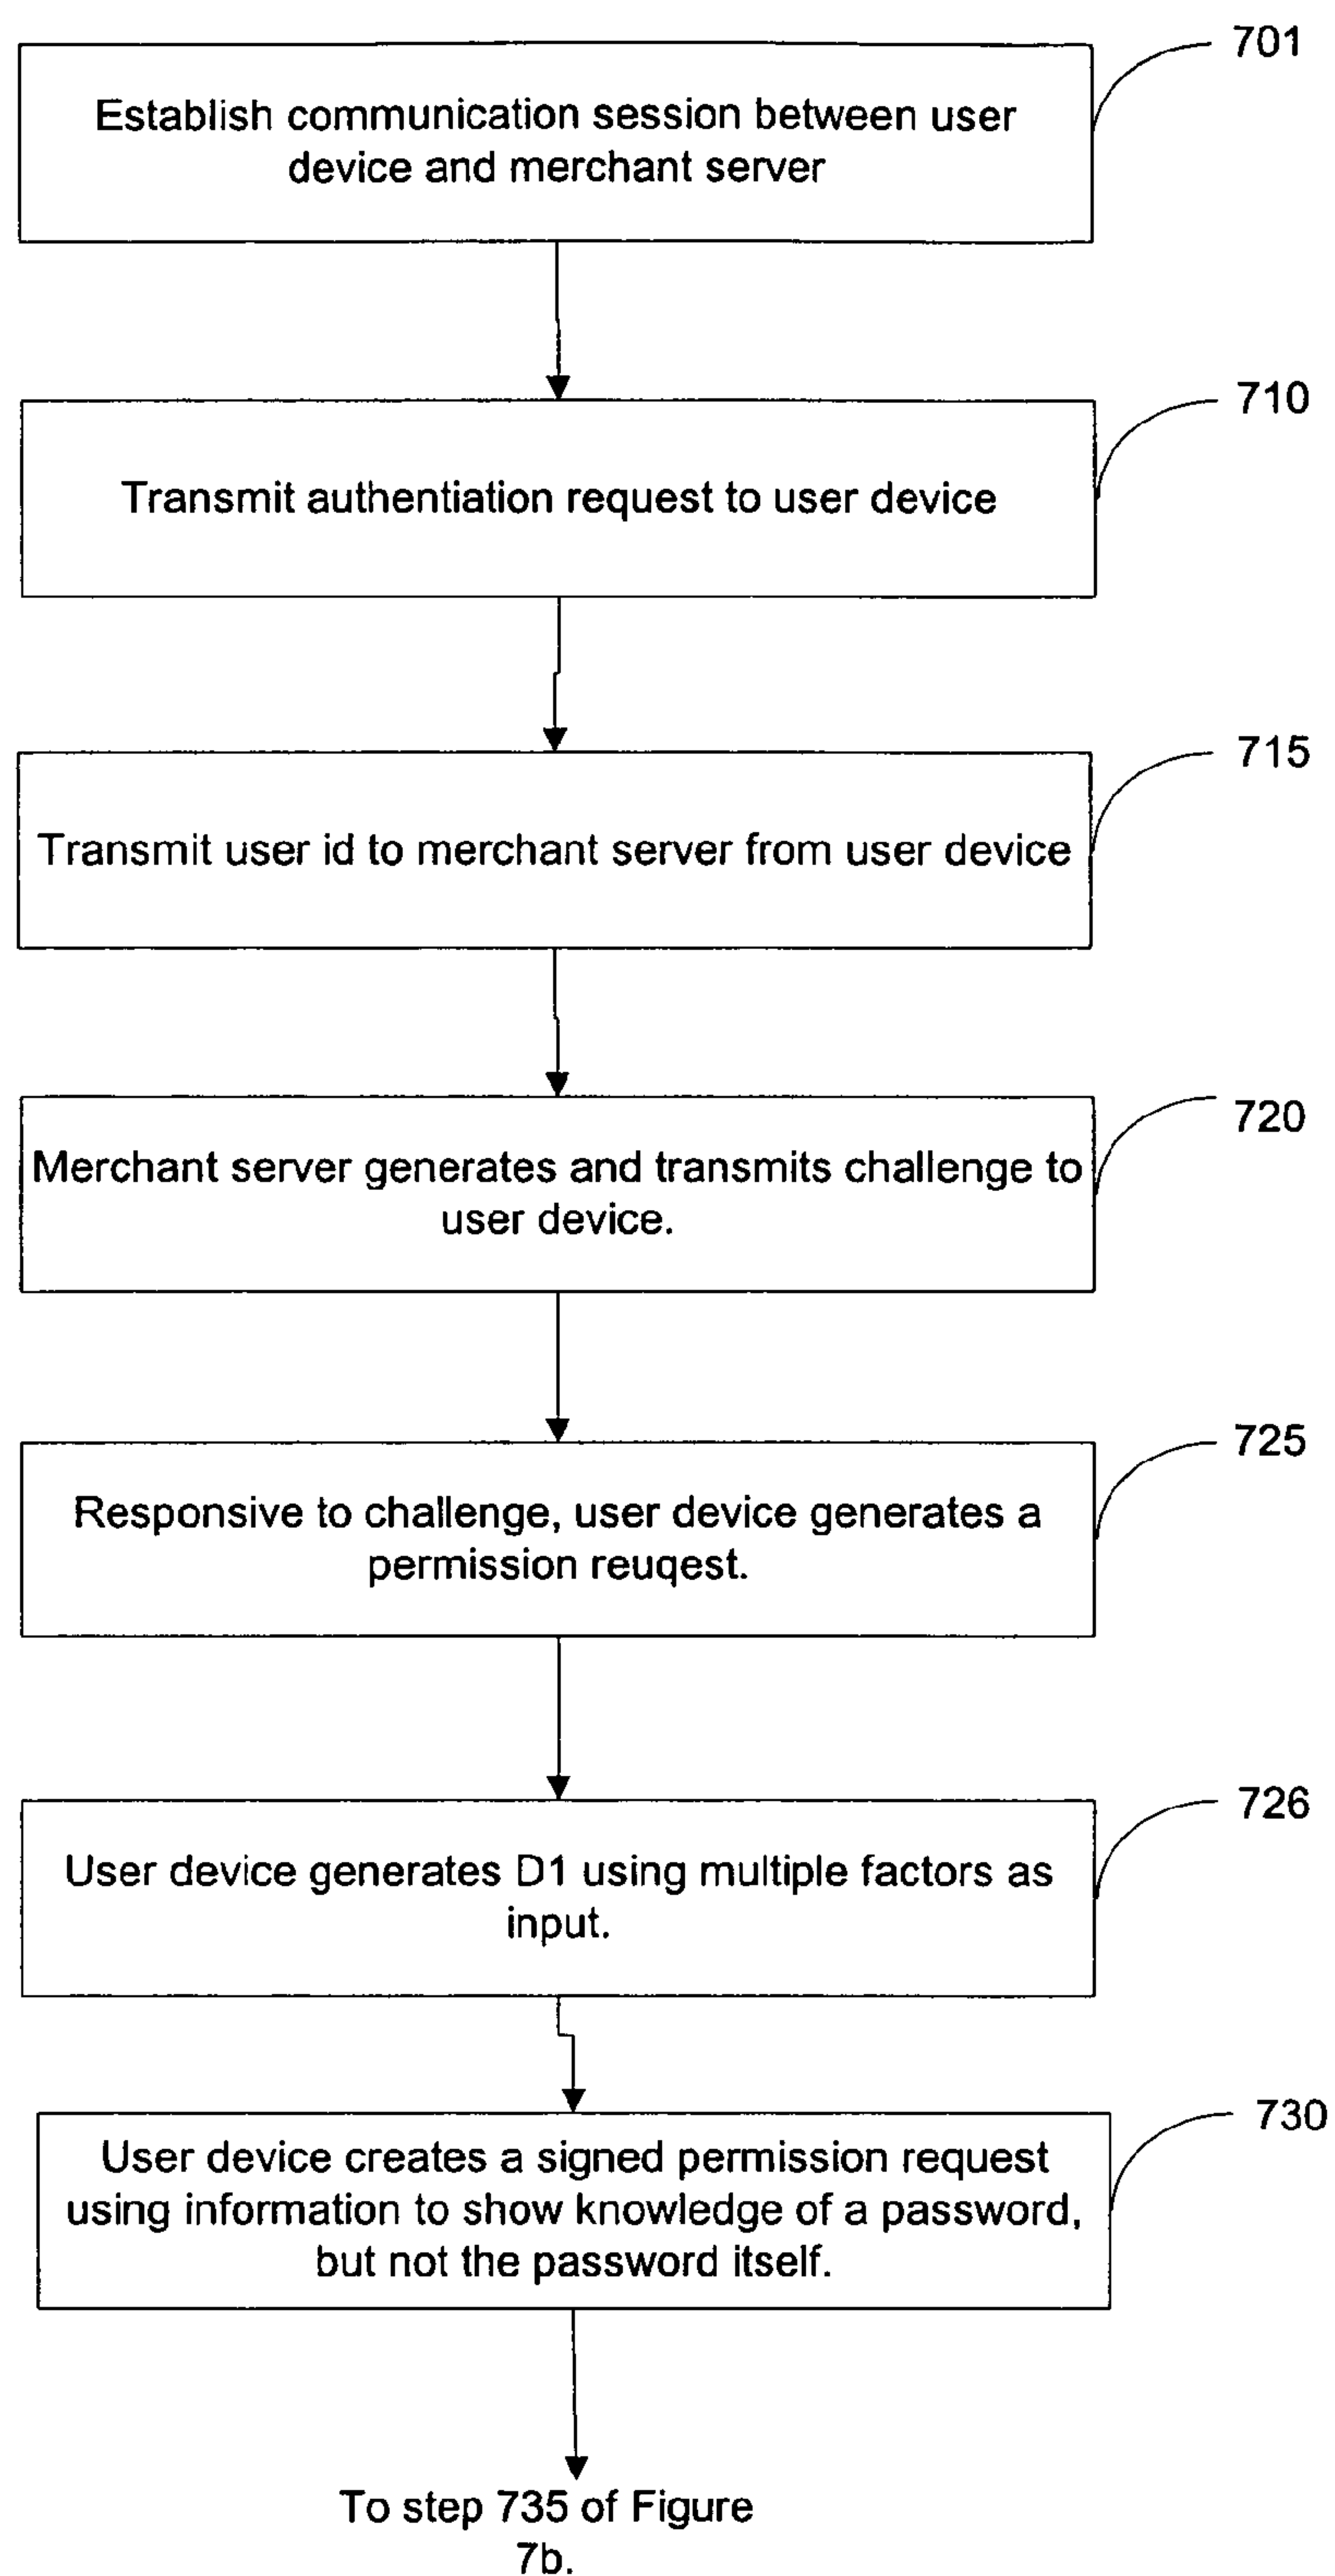 701
Establish communication session between user
device and merchant server
710
Transmit authentiation request to user device
715
Transmit user id to merchant server from user device
720
Merchant server generates and transmits challenge to
user device.
725
Responsive to challenge, user device generates a
permission reuqest.
726
User device generates D1 using multiple factors as
input.
730
User device creates a signed permission request
using information to show knowledge of a password,
but not the password itself.
To step 735 of Figure
7b.